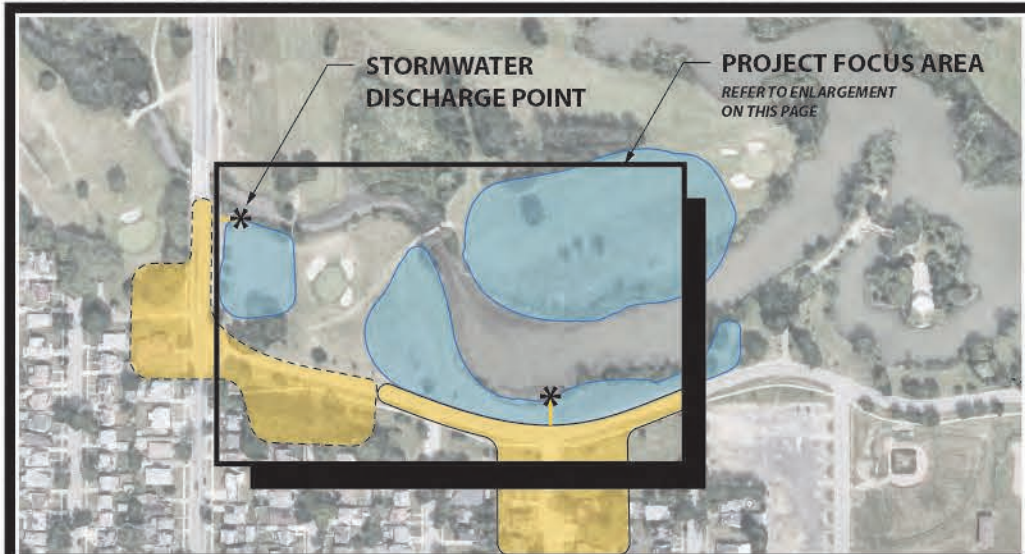 STORMWATER
DISCHARGE POINT
PROJECT FOCUS AREA
REFER TO ENLARGEMENT
ON THIS PAGE